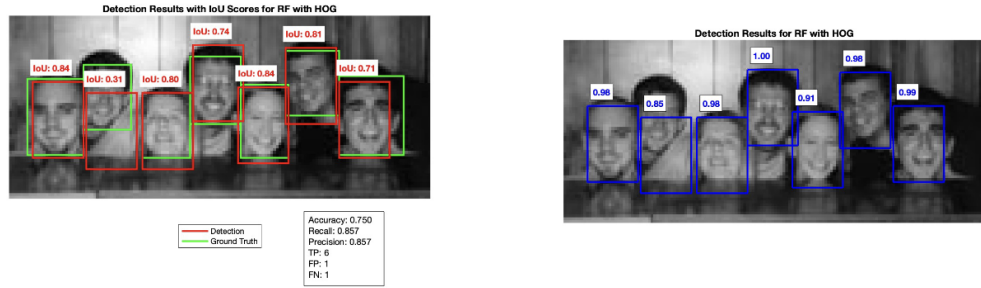 Detection Results with IoU Scores for RF with HOG
IoU: 0.74
IoU: 0.81
IoU: 0.84
IoU: 0.31
IoU: 0.80
IoU: 0.84
IoU: 0.71
Detection
Ground Truth
Accuracy: 0.750
Recall: 0.857
Precision: 0.857
TP: 6
FP: 1
FN: 1
Detection Results for RF with HOG
1.00
0.98
0.98
0.85
0.98
0.91
0.99